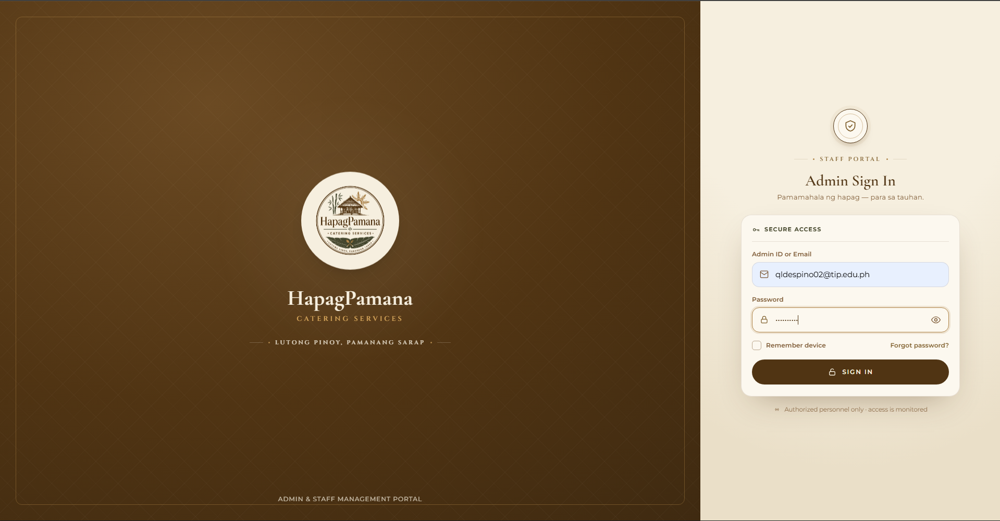 HapagPamana
CATERING SERVICES
LUTONG PINOY, PAMANANG SARAP
HapagPamana
CATERING SERVICES
LUTONG PINOY, PAMANANG SARAP
ADMIN & STAFF MANAGEMENT PORTAL
STAFF PORTAL
Admin Sign In
Pamamahala ng hapag — para sa tauhan.
SECURE ACCESS
Admin ID or Email
qldespino02@tip.edu.ph
Password
••••••••••
Remember device
Forgot password?
SIGN IN
Authorized personnel only · access is monitored